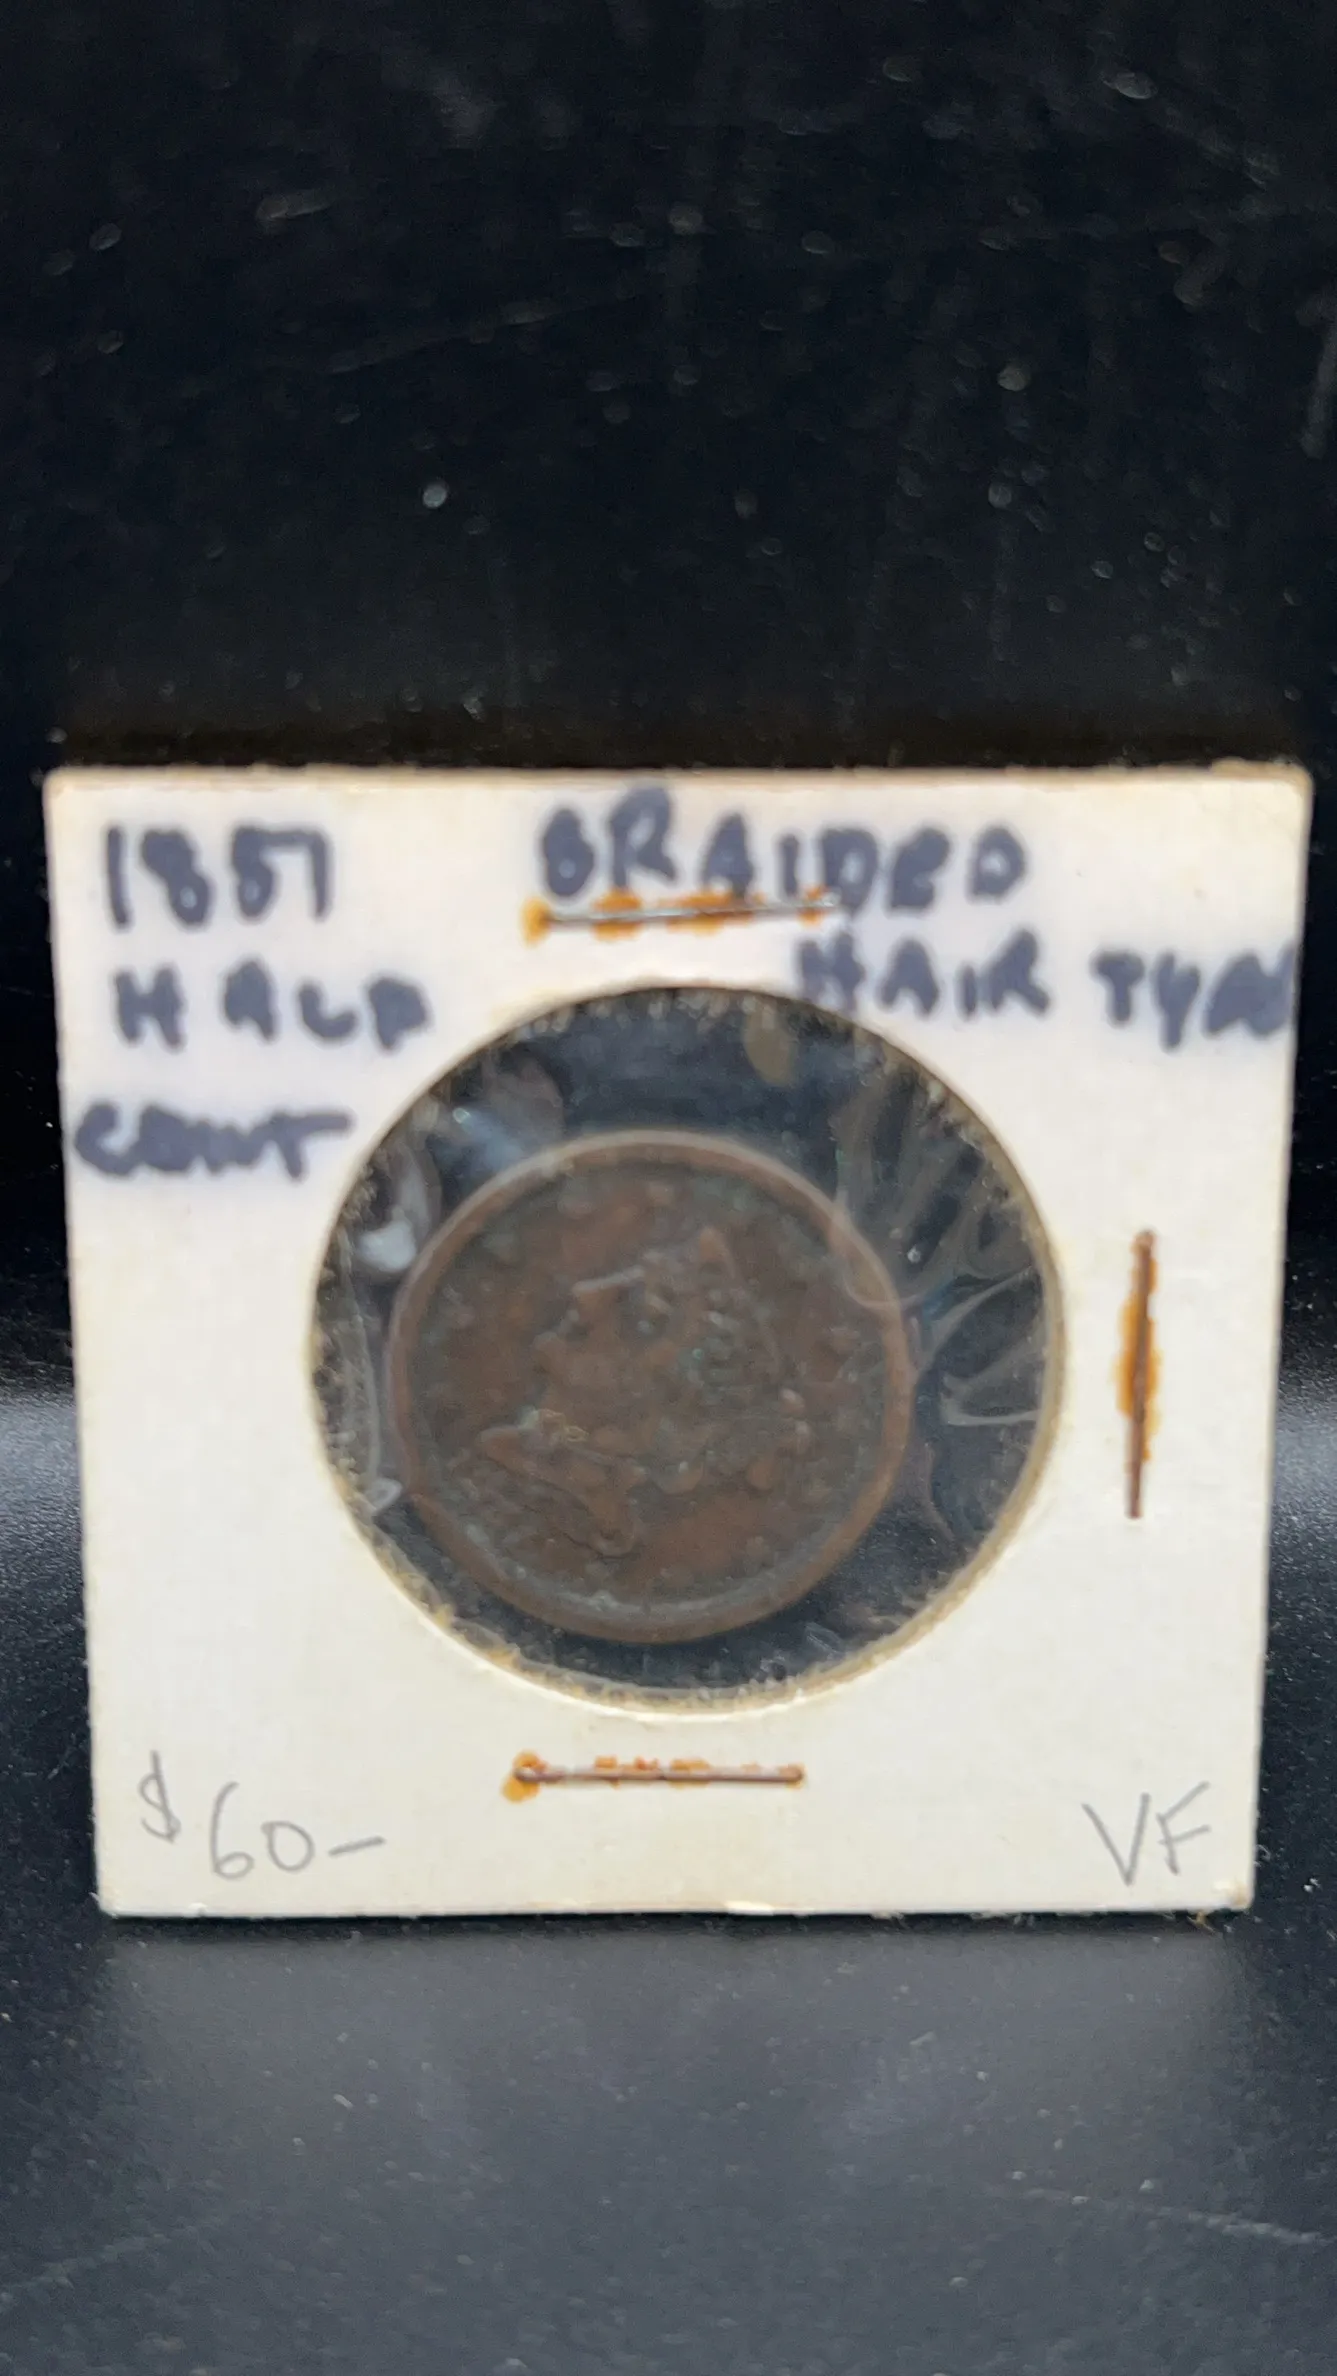 1857
HALF
CENT
BRAIDED
HAIR TYPE
$60-
VF